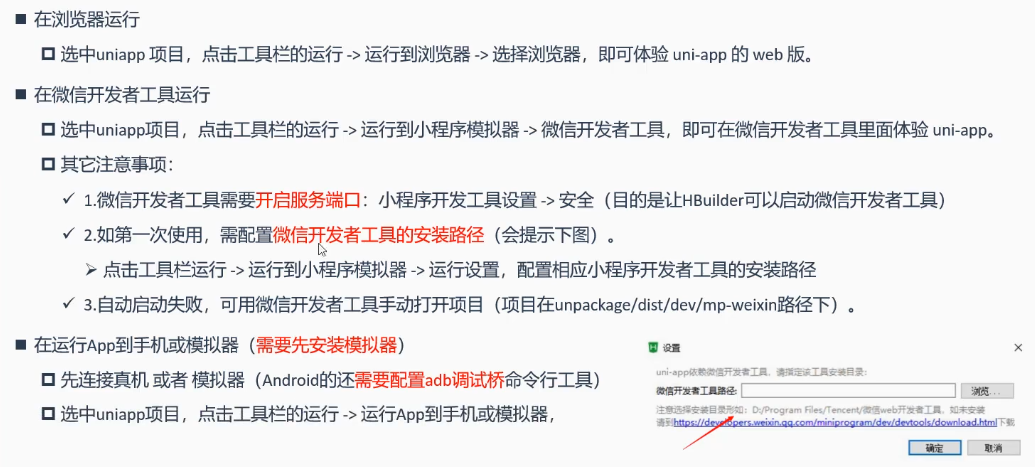 ■ 在浏览器运行
选中uniapp 项目，点击工具栏的运行 -> 运行到浏览器 -> 选择浏览器，即可体验 uni-app 的 web 版。
■ 在微信开发者工具运行
选中uniapp项目，点击工具栏的运行 -> 运行到小程序模拟器 -> 微信开发者工具，即可在微信开发者工具里面体验 uni-app。
其它注意事项：
✓ 1.微信开发者工具需要开启服务端口：小程序开发工具设置 -> 安全（目的是让HBuilder可以启动微信开发者工具）
✓ 2.如第一次使用，需配置微信开发者工具的安装路径（会提示下图）。
➢ 点击工具栏运行 -> 运行到小程序模拟器 -> 运行设置，配置相应小程序开发者工具的安装路径
✓ 3.自动启动失败，可用微信开发者工具手动打开项目（项目在unpackage/dist/dev/mp-weixin路径下）。
■ 在运行App到手机或模拟器（需要先安装模拟器）
先连接真机 或者 模拟器（Android的还需要配置adb调试桥命令行工具）
选中uniapp项目，点击工具栏的运行 -> 运行App到手机或模拟器，
设置
uni-app依赖微信开发者工具，请指定该工具安装目录：
微信开发者工具路径:
浏览...
注意选择安装目录形如：D:/Program Files/Tencent/微信web开发者工具。如未安装
请到https://developers.weixin.qq.com/miniprogram/dev/devtools/download.html下载
确定
取消